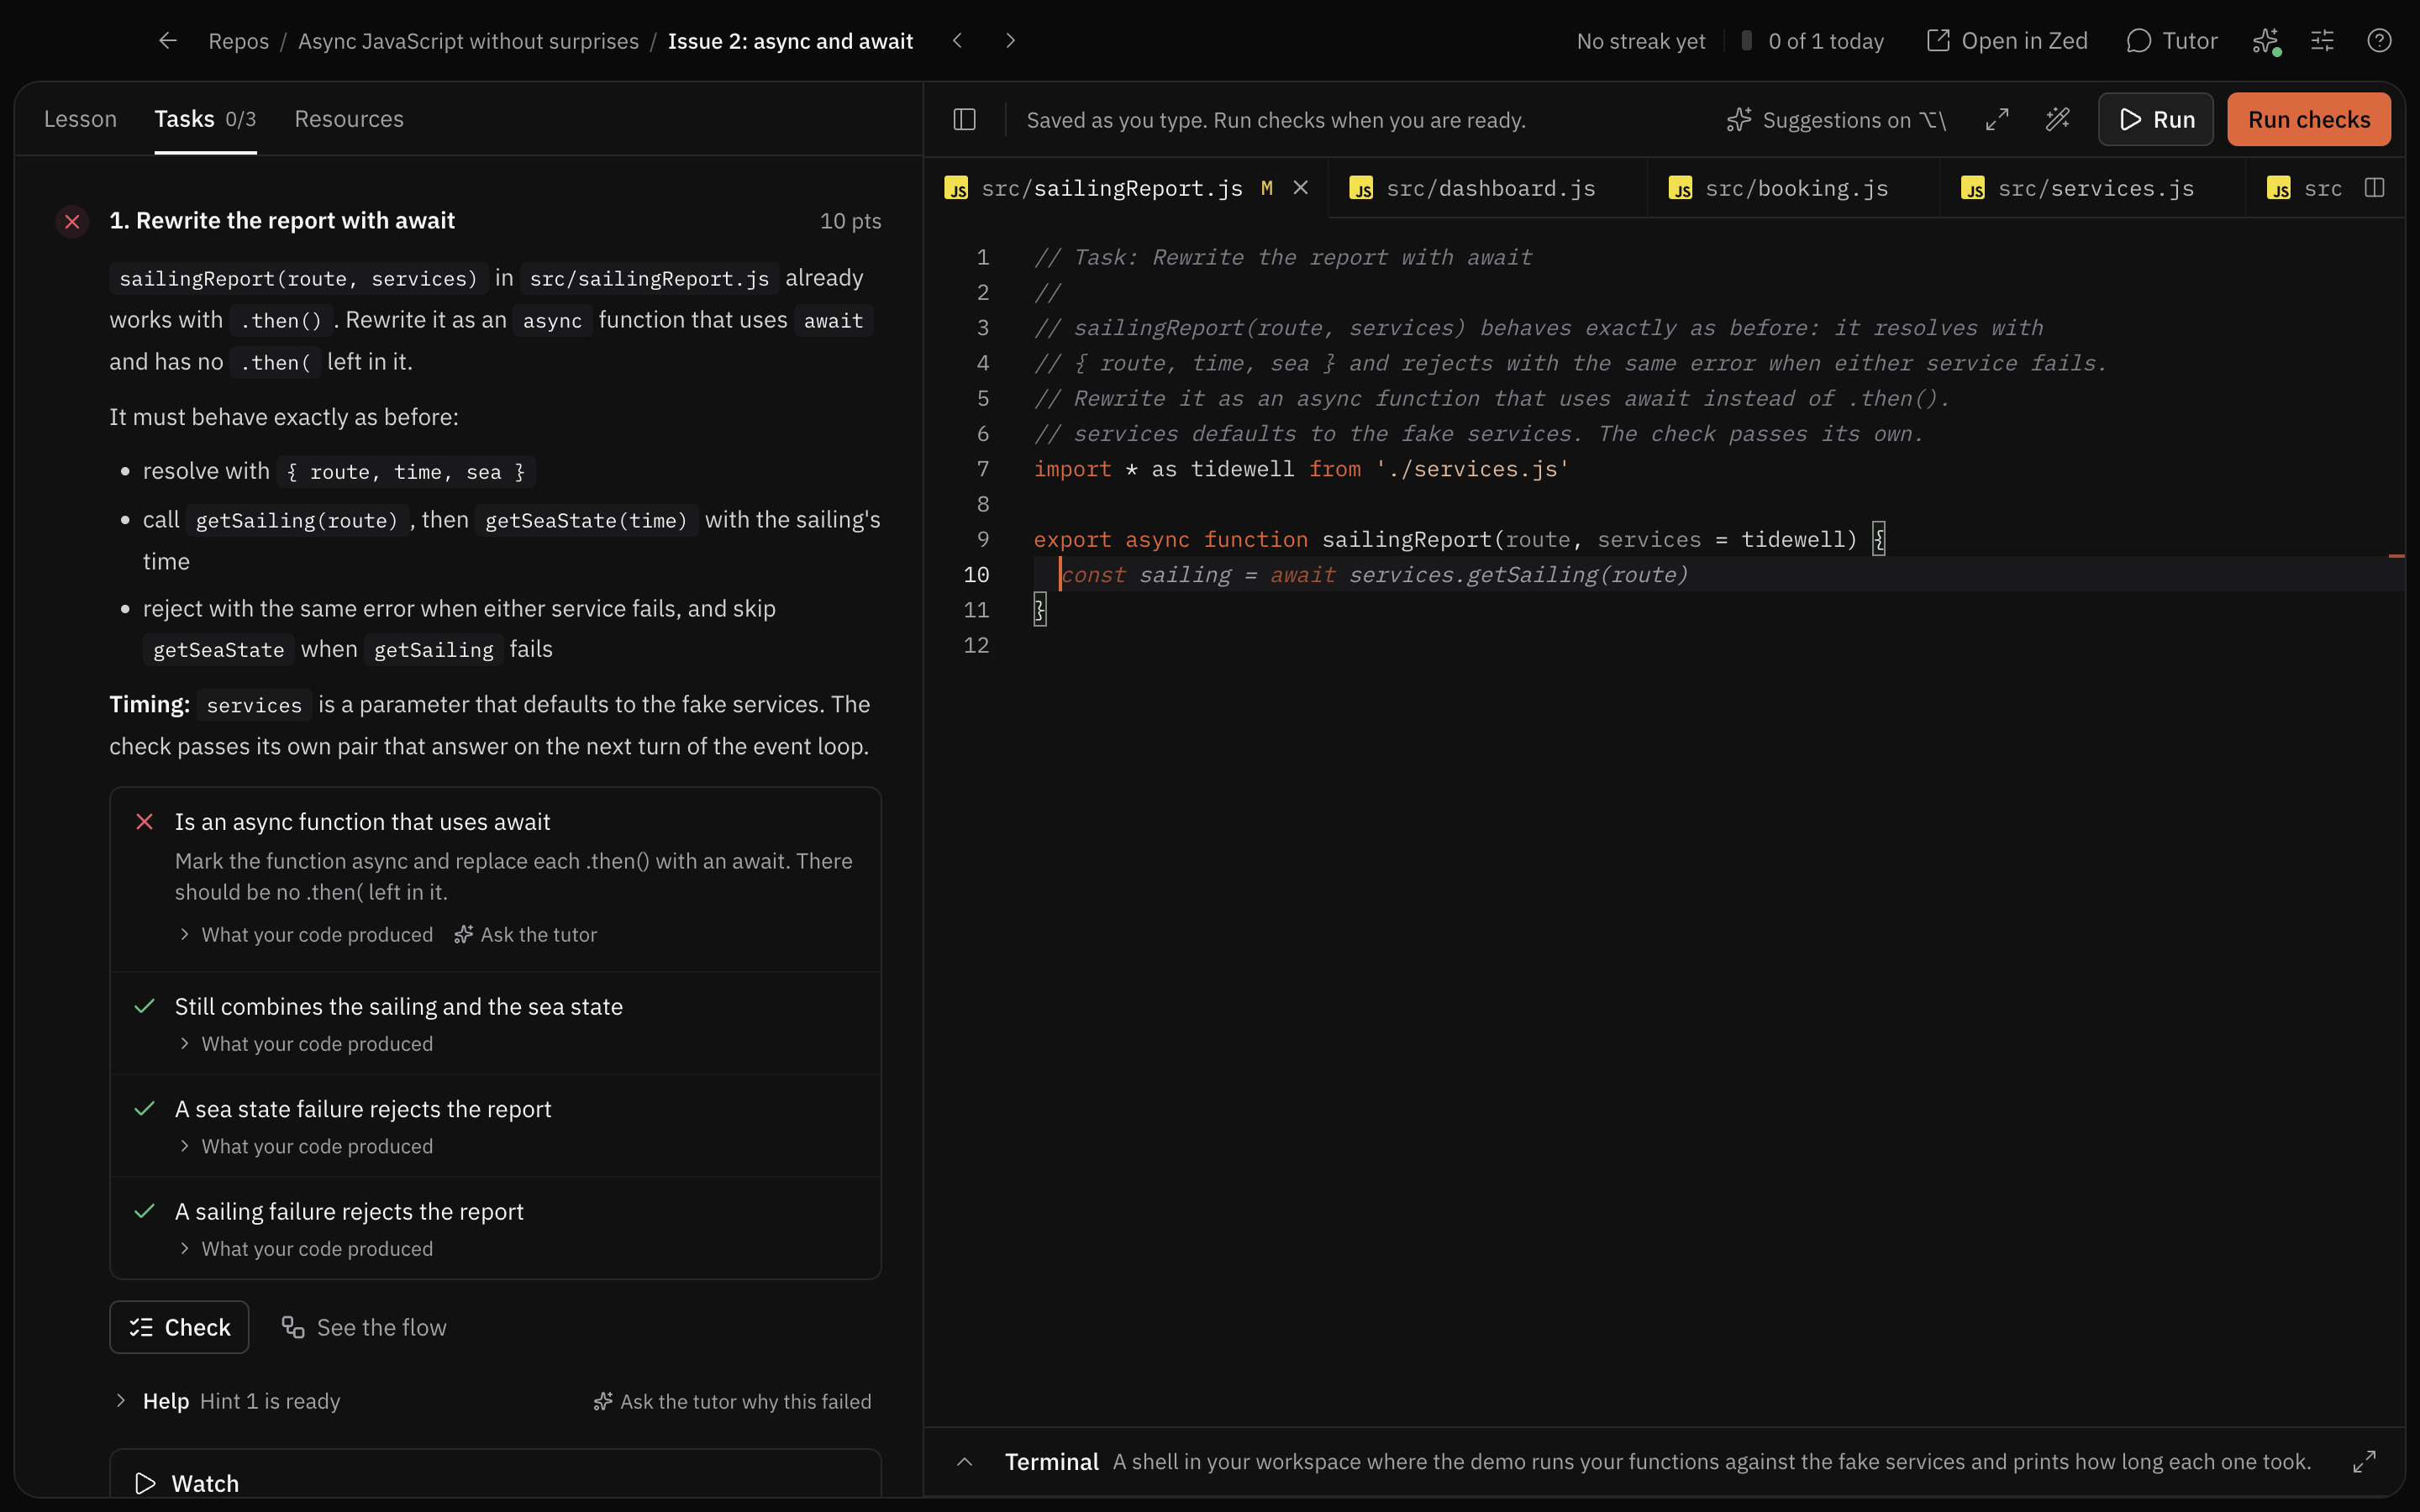 Repos / Async JavaScript without surprises / Issue 2: async and await
No streak yet
0 of 1 today
Open in Zed
Tutor
Lesson
Tasks 0/3
Resources
1. Rewrite the report with await
10 pts
sailingReport(route, services) in src/sailingReport.js already
works with .then() . Rewrite it as an async function that uses await
and has no .then( left in it.
It must behave exactly as before:
resolve with { route, time, sea }
call getSailing(route) , then getSeaState(time) with the sailing's
time
reject with the same error when either service fails, and skip
getSeaState when getSailing fails
Timing: services is a parameter that defaults to the fake services. The
check passes its own pair that answer on the next turn of the event loop.
Is an async function that uses await
Mark the function async and replace each .then() with an await. There
should be no .then( left in it.
What your code produced
Ask the tutor
Still combines the sailing and the sea state
What your code produced
A sea state failure rejects the report
What your code produced
A sailing failure rejects the report
What your code produced
Check
See the flow
Help Hint 1 is ready
Ask the tutor why this failed
Watch
Saved as you type. Run checks when you are ready.
Suggestions on ⌥\
Run
Run checks
JS src/sailingReport.js M
JS src/dashboard.js
JS src/booking.js
JS src/services.js
JS src
1 // Task: Rewrite the report with await
2 //
3 // sailingReport(route, services) behaves exactly as before: it resolves with
4 // { route, time, sea } and rejects with the same error when either service fails.
5 // Rewrite it as an async function that uses await instead of .then().
6 // services defaults to the fake services. The check passes its own.
7 import * as tidewell from './services.js'
8
9 export async function sailingReport(route, services = tidewell) {
10 const sailing = await services.getSailing(route)
11 }
12
Terminal A shell in your workspace where the demo runs your functions against the fake services and prints how long each one took.